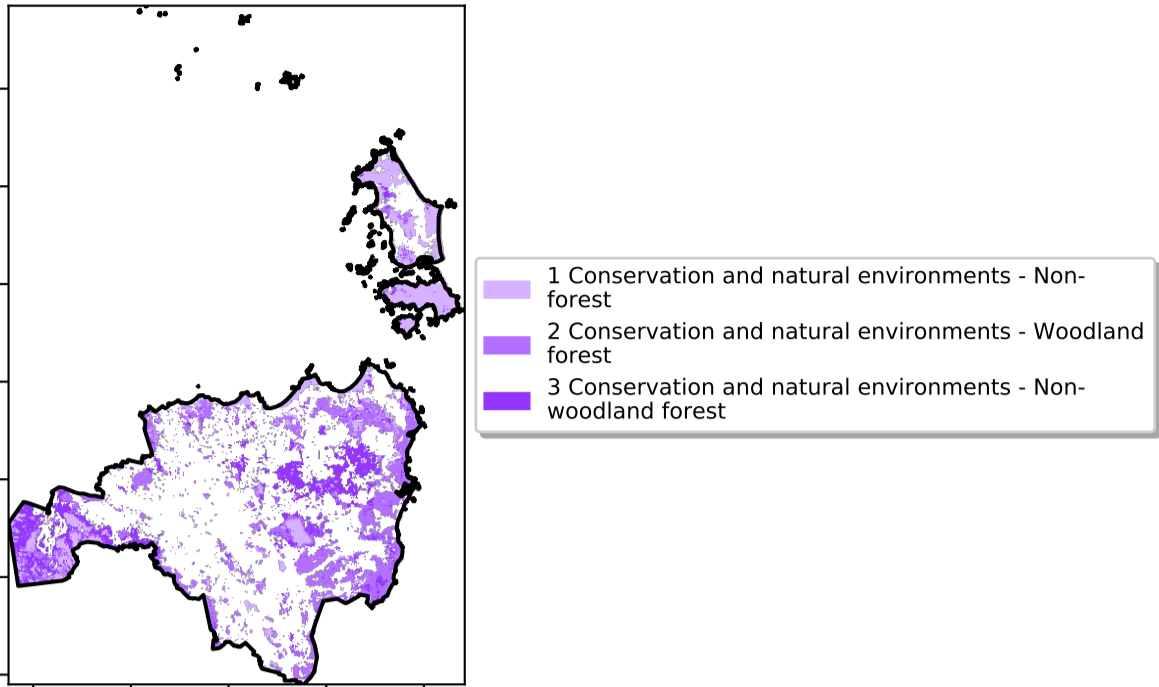 1 Conservation and natural environments - Non-
forest
2 Conservation and natural environments - Woodland
forest
3 Conservation and natural environments - Non-
woodland forest